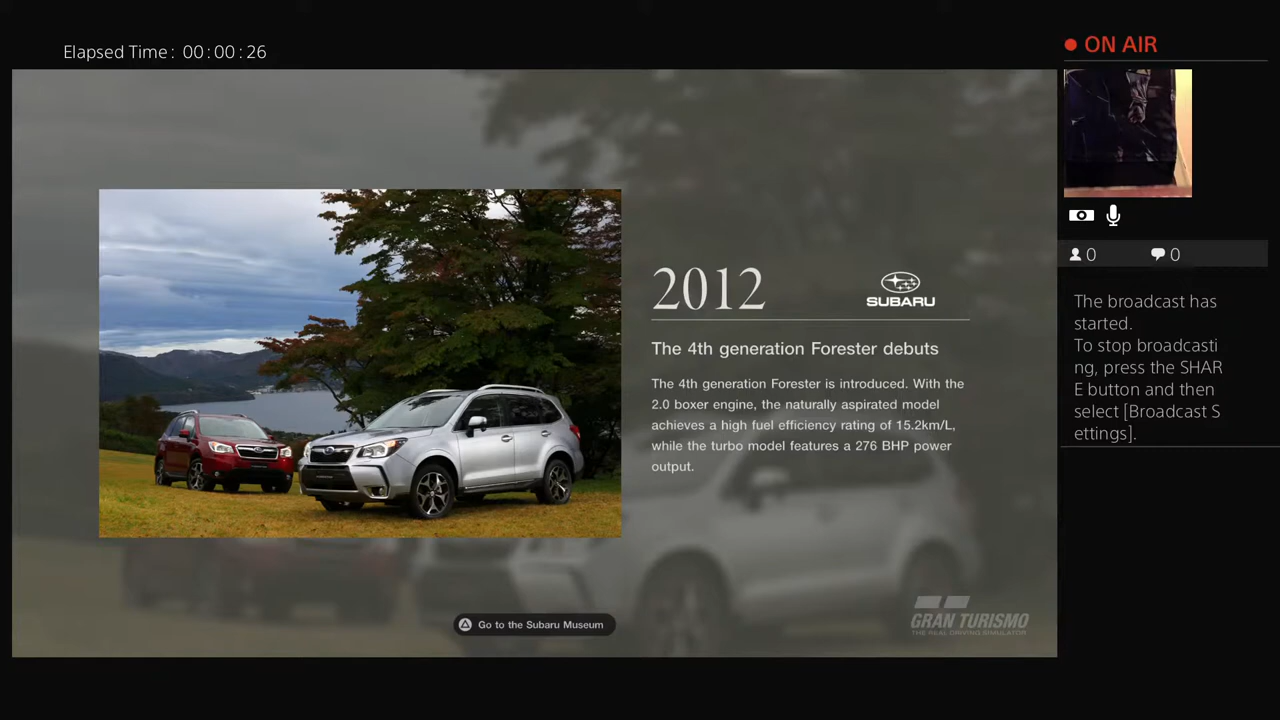 Elapsed Time: 00:00:26
ON AIR
0
0
The broadcast has
started.
To stop broadcasti
ng, press the SHAR
E button and then
select [Broadcast S
ettings].
2012
SUBARU
The 4th generation Forester debuts
The 4th generation Forester is introduced. With the
2.0 boxer engine, the naturally aspirated model
achieves a high fuel efficiency rating of 15.2km/L,
while the turbo model features a 276 BHP power
output.
Go to the Subaru Museum
GRAN TURISMO
THE REAL DRIVING SIMULATOR